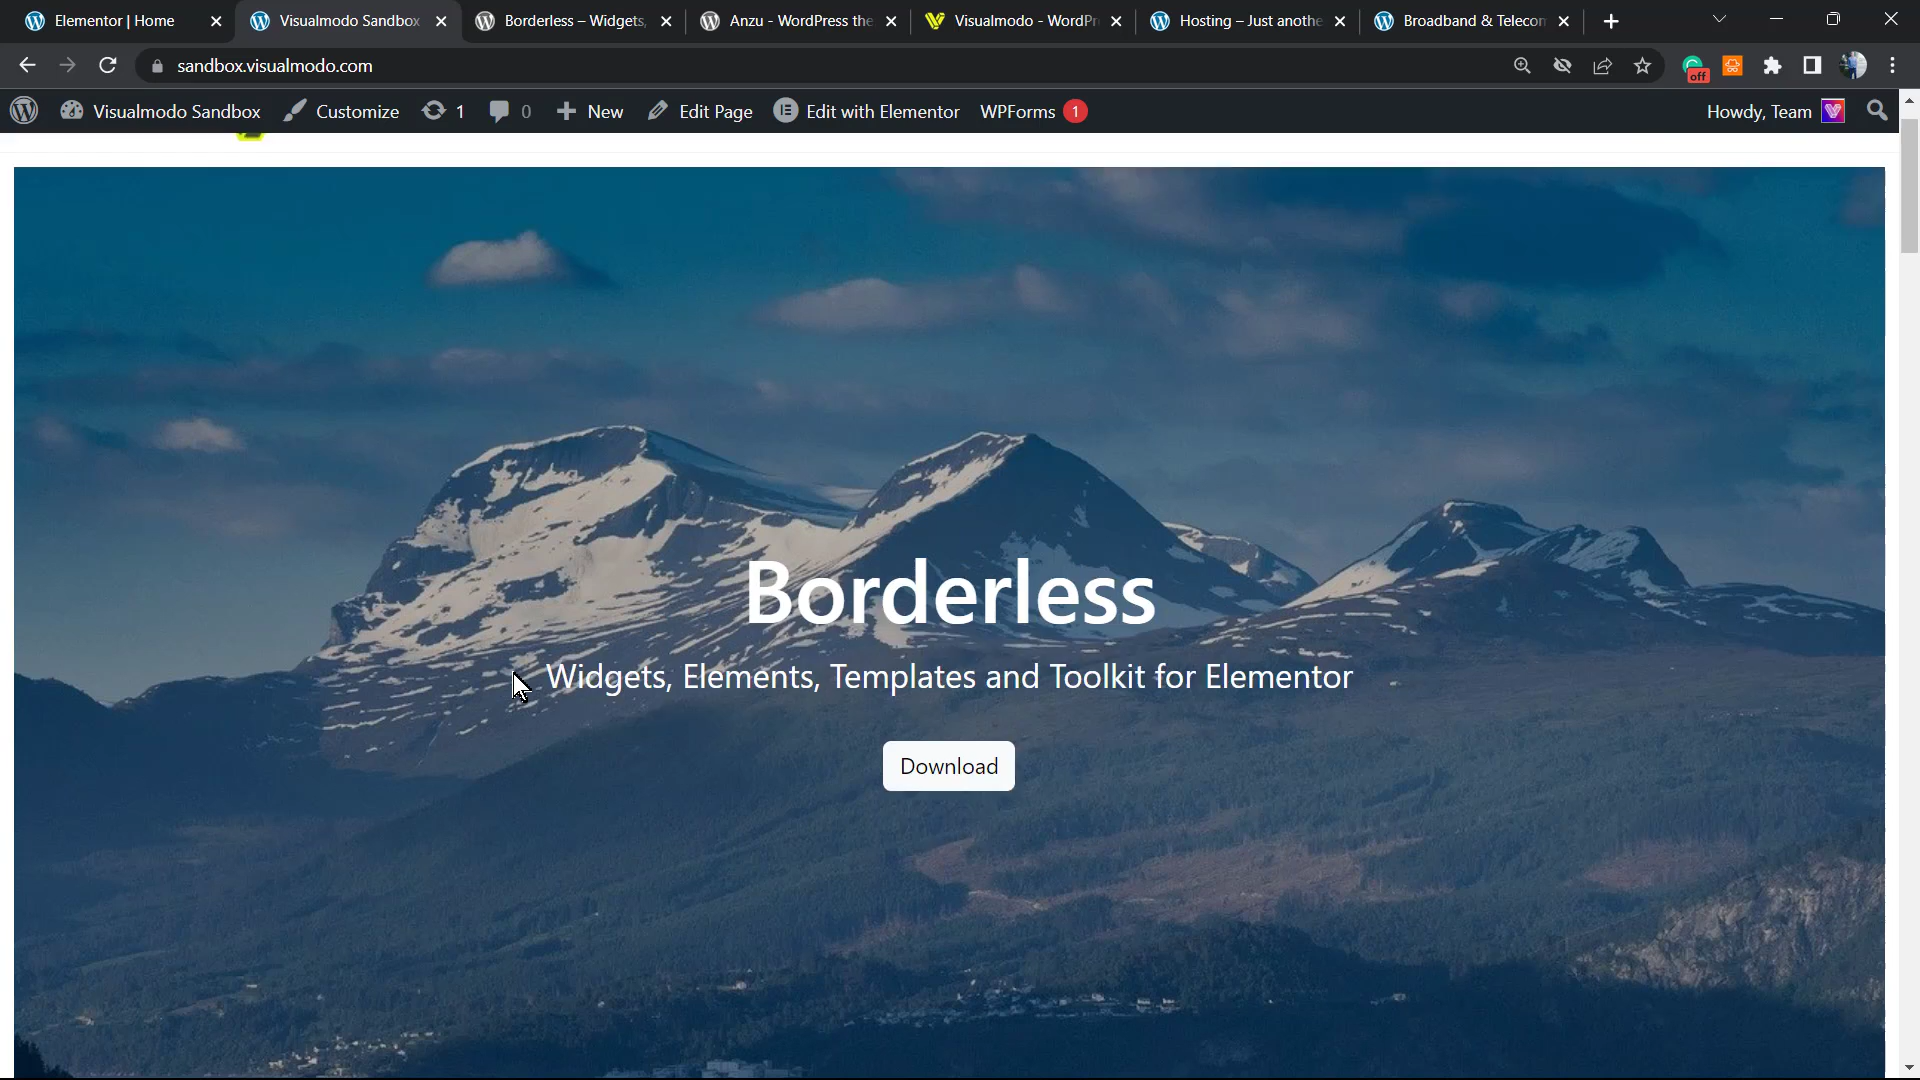 Elementor | Home
Visualmodo Sandbox
Borderless – Widgets,
Anzu - WordPress the
Visualmodo - WordPr
Hosting – Just anothe
Broadband & Telecom
sandbox.visualmodo.com
off
Visualmodo Sandbox
Customize
1
0
New
Edit Page
Edit with Elementor
WPForms 1
Howdy, Team
Borderless
Widgets, Elements, Templates and Toolkit for Elementor
Download